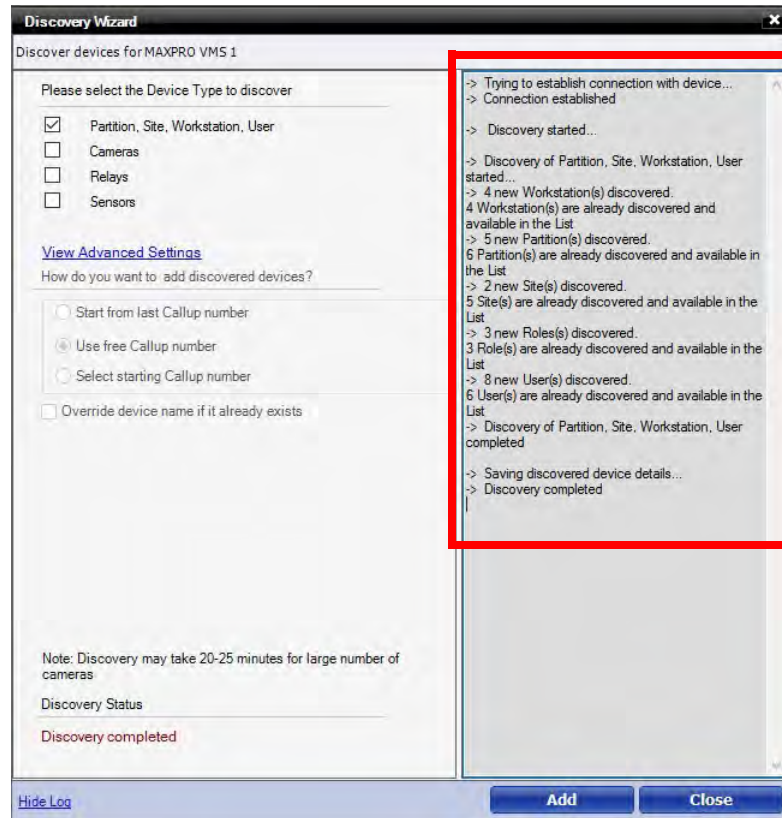 Discovery Wizard
x
Discover devices for MAXPRO VMS 1
Please select the Device Type to discover
Partition, Site, Workstation, User
Cameras
Relays
Sensors
View Advanced Settings
How do you want to add discovered devices?
Start from last Callup number
Use free Callup number
Select starting Callup number
Override device name if it already exists
Note: Discovery may take 20-25 minutes for large number of
cameras
Discovery Status
Discovery completed
-> Trying to establish connection with device...
-> Connection established
-> Discovery started...
-> Discovery of Partition, Site, Workstation, User
started...
-> 4 new Workstation(s) discovered.
4 Workstation(s) are already discovered and
available in the List
-> 5 new Partition(s) discovered.
6 Partition(s) are already discovered and available in
the List
-> 2 new Site(s) discovered.
5 Site(s) are already discovered and available in the
List
-> 3 new Roles(s) discovered.
3 Role(s) are already discovered and available in the
List
-> 8 new User(s) discovered.
6 User(s) are already discovered and available in the
List
-> Discovery of Partition, Site, Workstation, User
completed
-> Saving discovered device details...
-> Discovery completed
Hide Log
Add
Close